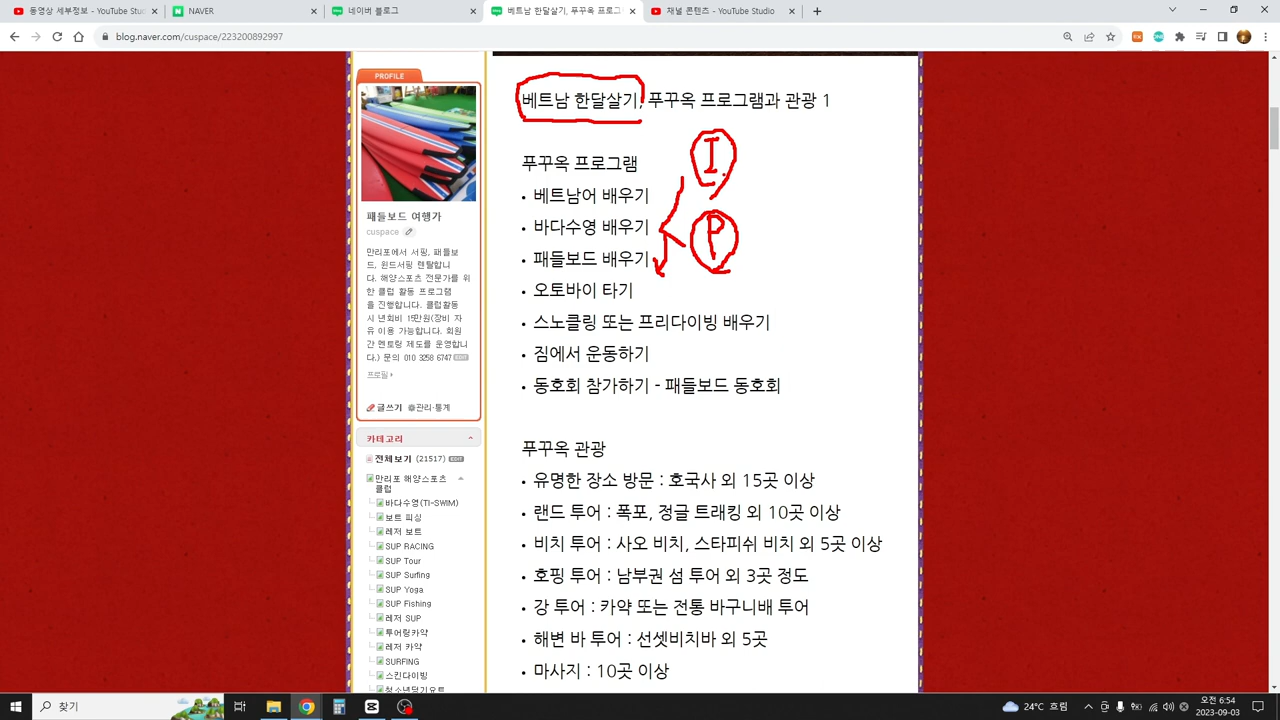 동영상 세부정보 - YouTube Stu
NAVER
네이버 블로그
베트남 한달살기, 푸꾸옥 프로그
채널 콘텐츠 - YouTube Studio
blog.naver.com/cuspace/223200892997
PROFILE
패들보드 여행가
cuspace
만리포에서 서핑, 패들보
드, 윈드서핑 렌탈합니
다. 해양스포츠 전문가를 위
한 클럽 활동 프로그램
을 진행합니다. 클럽활동
시 년회비 15만원(장비 자
유 이용 가능합니다. 회원
간 멘토링 제도를 운영합니
다.) 문의 010 3258 6747 EDIT
프로필
글쓰기 관리·통계
카테고리
전체보기 (21517) EDIT
만리포 해양스포츠
클럽
바다수영(TI-SWIM)
보트 피싱
레저 보트
SUP RACING
SUP Tour
SUP Surfing
SUP Yoga
SUP Fishing
레저 SUP
투어링카약
레저 카약
SURFING
스킨다이빙
청소년딩기요트
베트남 한달살기, 푸꾸옥 프로그램과 관광 1
푸꾸옥 프로그램
• 베트남어 배우기
• 바다수영 배우기
• 패들보드 배우기
• 오토바이 타기
• 스노클링 또는 프리다이빙 배우기
• 짐에서 운동하기
• 동호회 참가하기 - 패들보드 동호회
I
P
푸꾸옥 관광
• 유명한 장소 방문 : 호국사 외 15곳 이상
• 랜드 투어 : 폭포, 정글 트래킹 외 10곳 이상
• 비치 투어 : 사오 비치, 스타피쉬 비치 외 5곳 이상
• 호핑 투어 : 남부권 섬 투어 외 3곳 정도
• 강 투어 : 카약 또는 전통 바구니배 투어
• 해변 바 투어 : 선셋비치바 외 5곳
• 마사지 : 10곳 이상
찾기
24°C 흐림
오전 6:54
2023-09-03